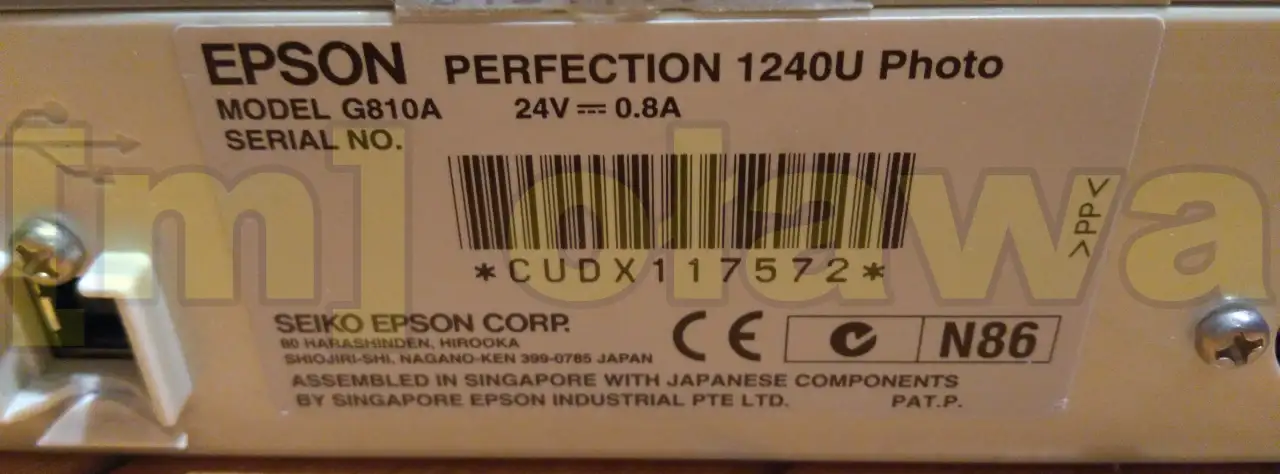 EPSON PERFECTION 1240U Photo
MODEL G810A 24V ⎓ 0.8A
SERIAL NO.
*CUDX117572*
>PP<
SEIKO EPSON CORP.
80 HARASHINDEN, HIROOKA
SHIOJIRI-SHI, NAGANO-KEN 399-0785 JAPAN
CE N86
ASSEMBLED IN SINGAPORE WITH JAPANESE COMPONENTS
BY SINGAPORE EPSON INDUSTRIAL PTE LTD. PAT.P.
[m] olawa